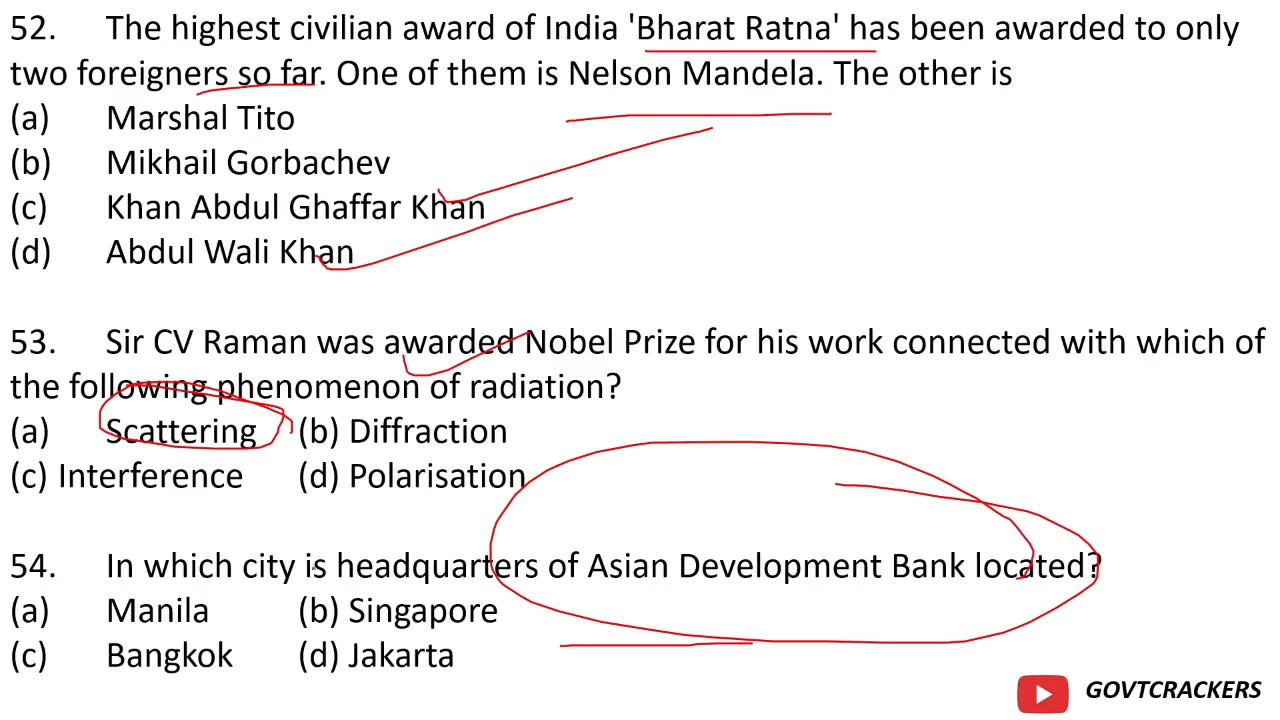 52. The highest civilian award of India 'Bharat Ratna' has been awarded to only
two foreigners so far. One of them is Nelson Mandela. The other is
(a) Marshal Tito
(b) Mikhail Gorbachev
(c) Khan Abdul Ghaffar Khan
(d) Abdul Wali Khan
53. Sir CV Raman was awarded Nobel Prize for his work connected with which of
the following phenomenon of radiation?
(a) Scattering (b) Diffraction
(c) Interference (d) Polarisation
54. In which city is headquarters of Asian Development Bank located?
(a) Manila (b) Singapore
(c) Bangkok (d) Jakarta
GOVTCRACKERS